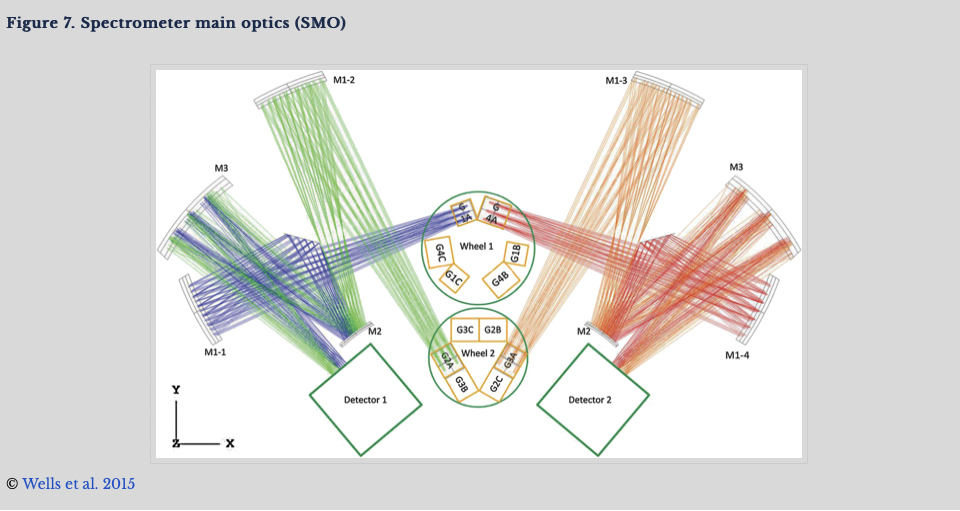 Figure 7. Spectrometer main optics (SMO)
M1-2
M1-3
M3
M3
G
1A
G
4A
Wheel 1
G4C
G1B
G1C
G4B
M2
M2
G3C
G2B
M1-1
M1-4
Wheel 2
G2A
G3A
G3B
G2C
Detector 1
Detector 2
Y
Z
X
© Wells et al. 2015